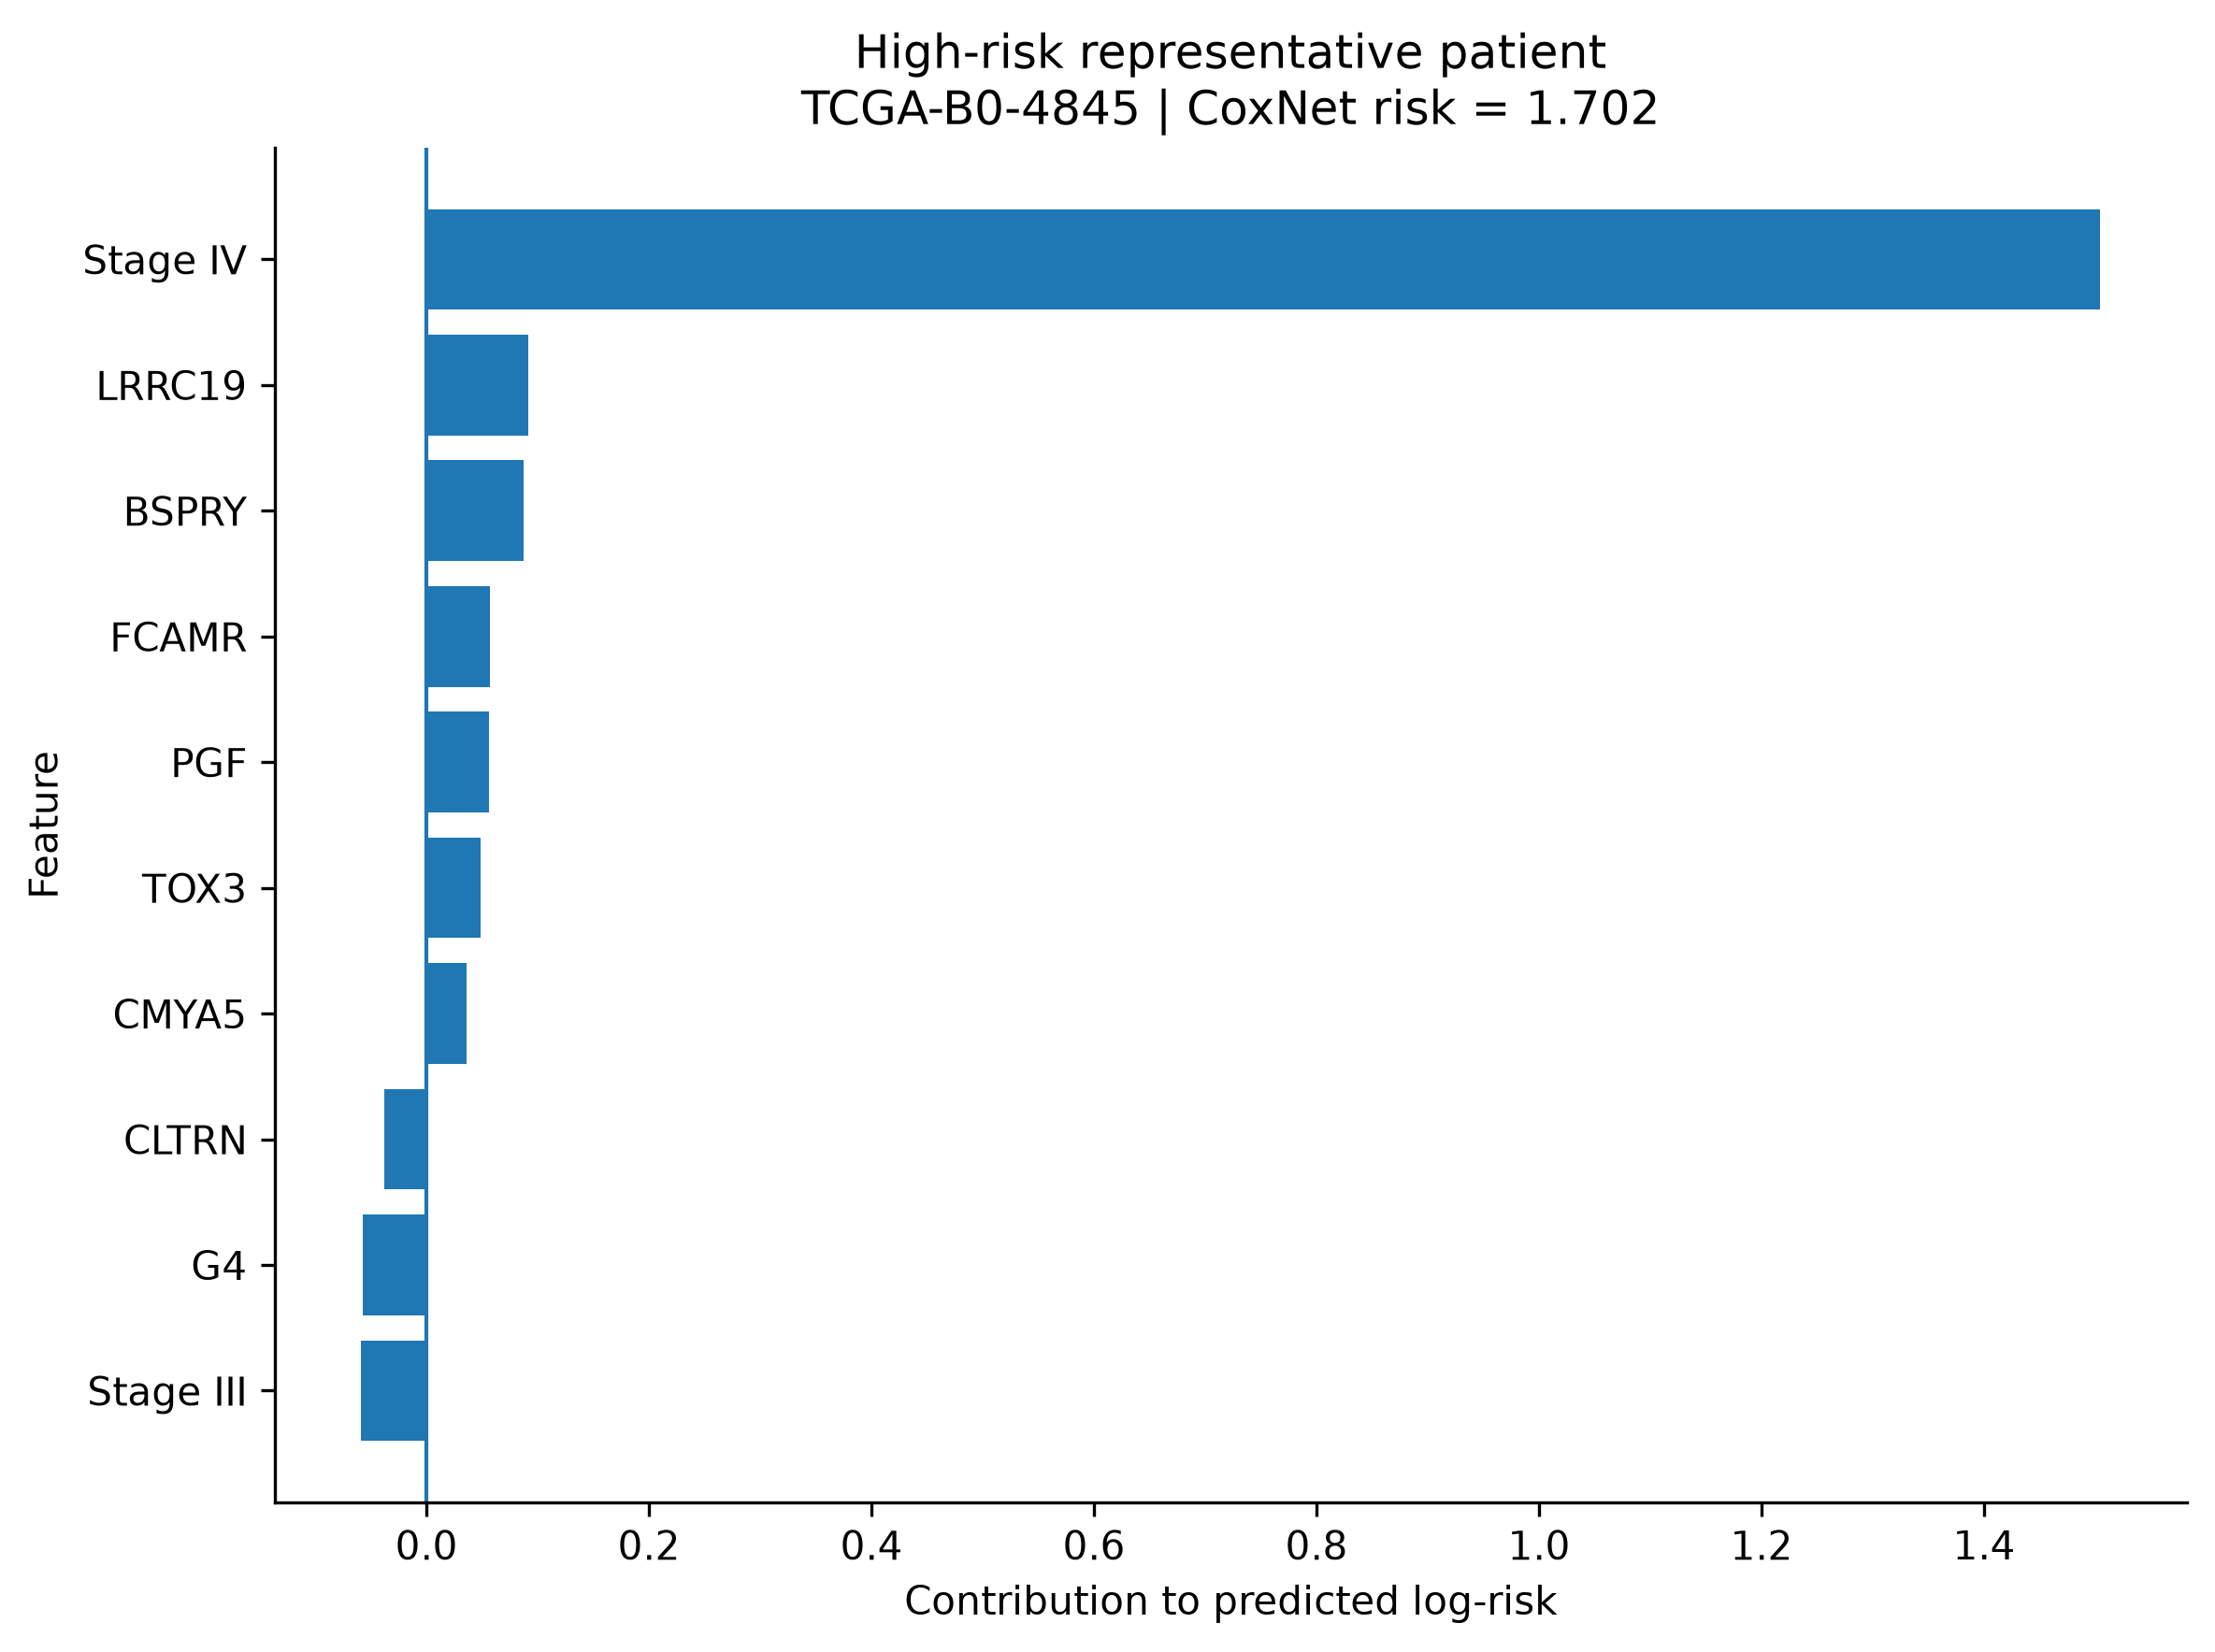 High-risk representative patient
TCGA-B0-4845 | CoxNet risk = 1.702
Feature
Stage IV
LRRC19
BSPRY
FCAMR
PGF
TOX3
CMYA5
CLTRN
G4
Stage III
0.0 0.2 0.4 0.6 0.8 1.0 1.2 1.4
Contribution to predicted log-risk